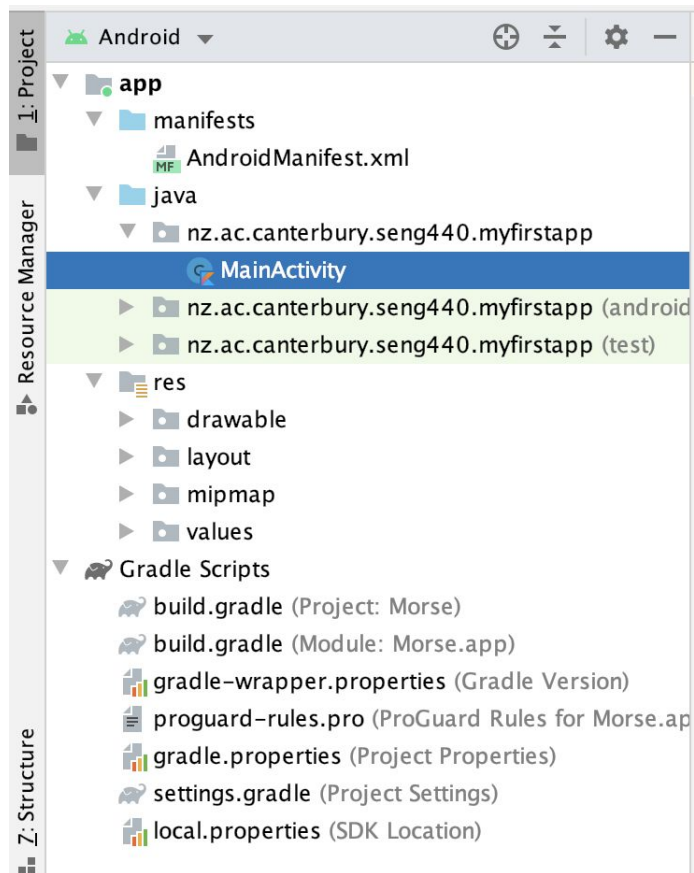 1: Project
Resource Manager
Z: Structure
Android
app
manifests
MF AndroidManifest.xml
java
nz.ac.canterbury.seng440.myfirstapp
MainActivity
nz.ac.canterbury.seng440.myfirstapp (android
nz.ac.canterbury.seng440.myfirstapp (test)
res
drawable
layout
mipmap
values
Gradle Scripts
build.gradle (Project: Morse)
build.gradle (Module: Morse.app)
gradle-wrapper.properties (Gradle Version)
proguard-rules.pro (ProGuard Rules for Morse.ap
gradle.properties (Project Properties)
settings.gradle (Project Settings)
local.properties (SDK Location)